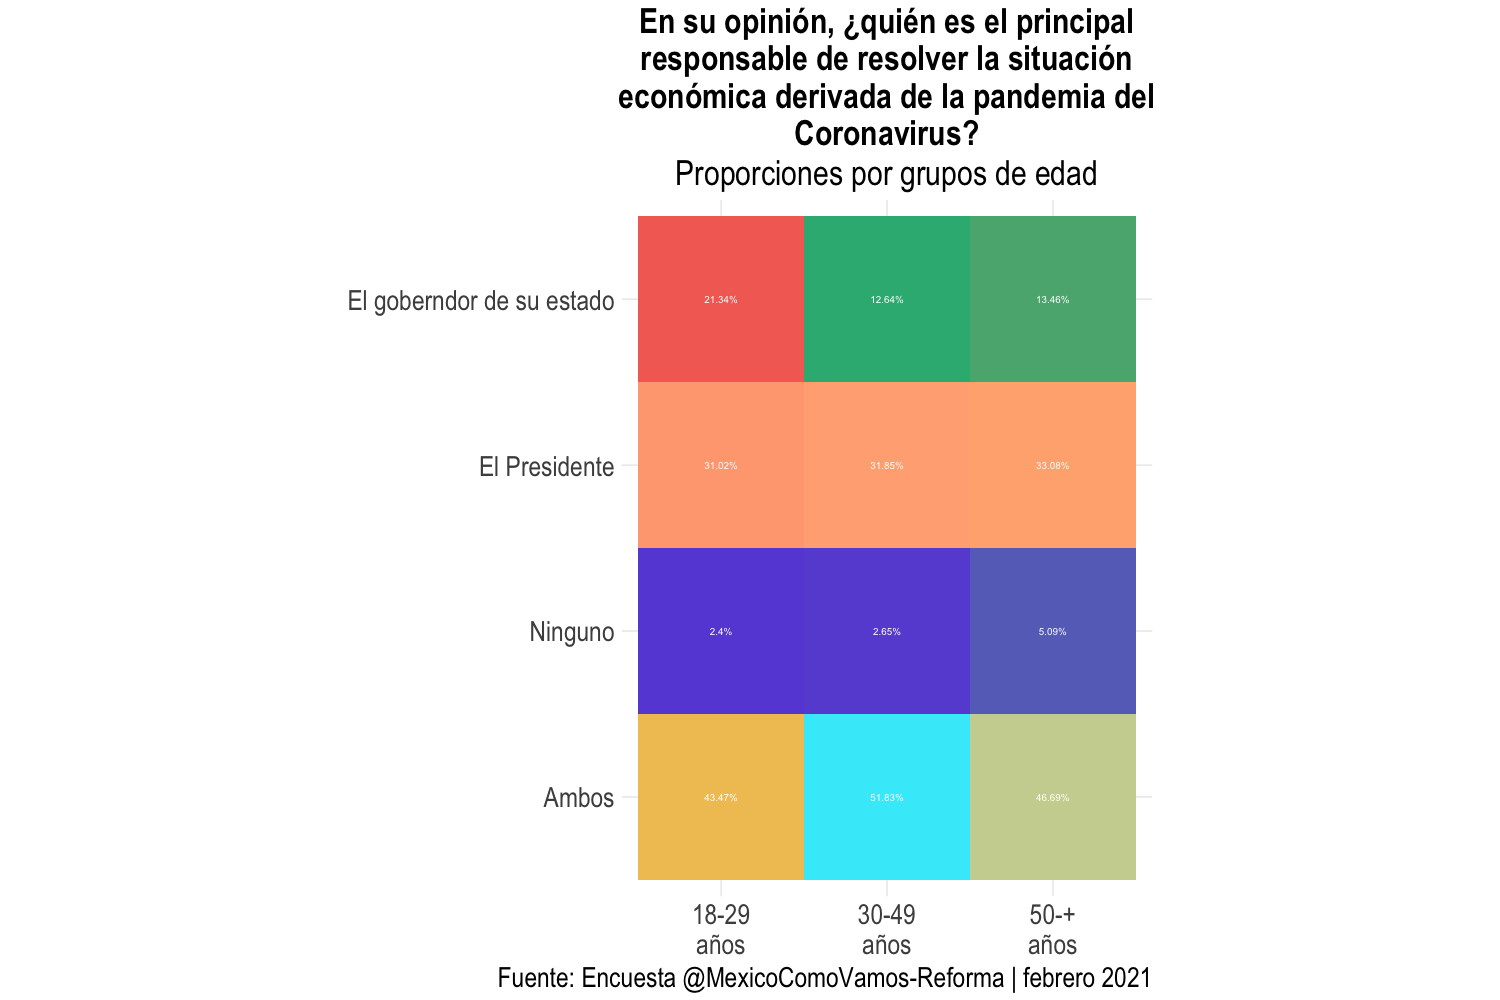 En su opinión, ¿quién es el principal
responsable de resolver la situación
económica derivada de la pandemia del
Coronavirus?
Proporciones por grupos de edad
El goberndor de su estado
21.34%
12.64%
13.46%
El Presidente
31.02%
31.85%
33.08%
Ninguno
2.4%
2.65%
5.09%
Ambos
43.47%
51.83%
46.69%
18-29
años
30-49
años
50-+
años
Fuente: Encuesta @MexicoComoVamos-Reforma | febrero 2021